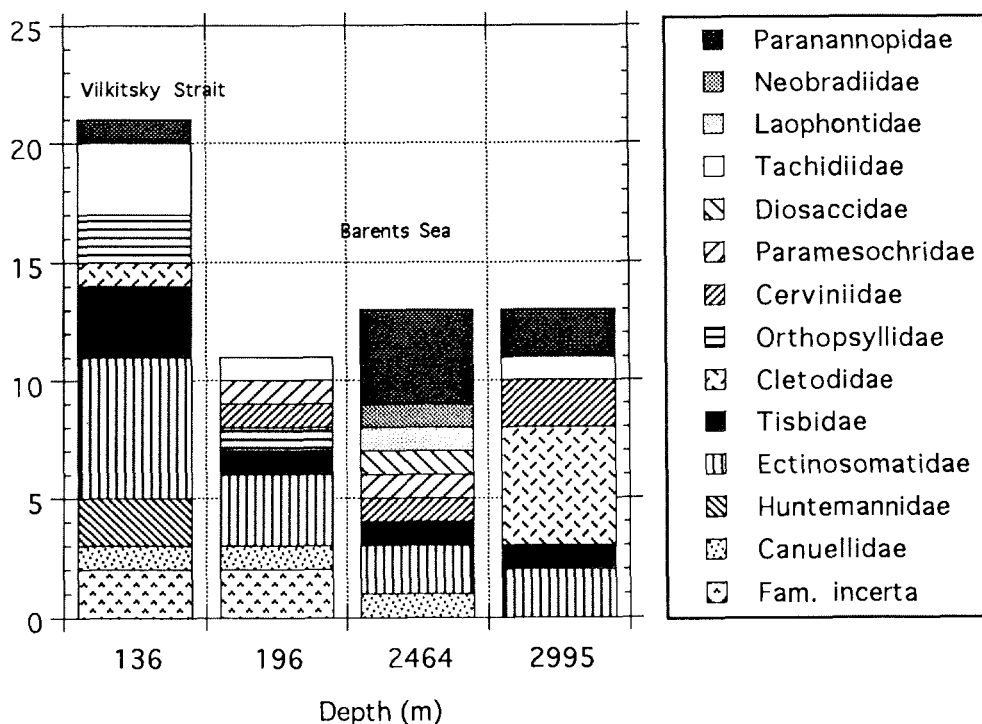 25
20
15
10
5
0
Vilkitsky Strait
Barents Sea
136 196 2464 2995
Depth (m)
Paranannopidae
Neobradiidae
Laophontidae
Tachidiidae
Diosaccidae
Paramesochridae
Cerviniidae
Orthopsyllidae
Cletodidae
Tisbidae
Ectinosomatidae
Huntemannidae
Canuellidae
Fam. incerta